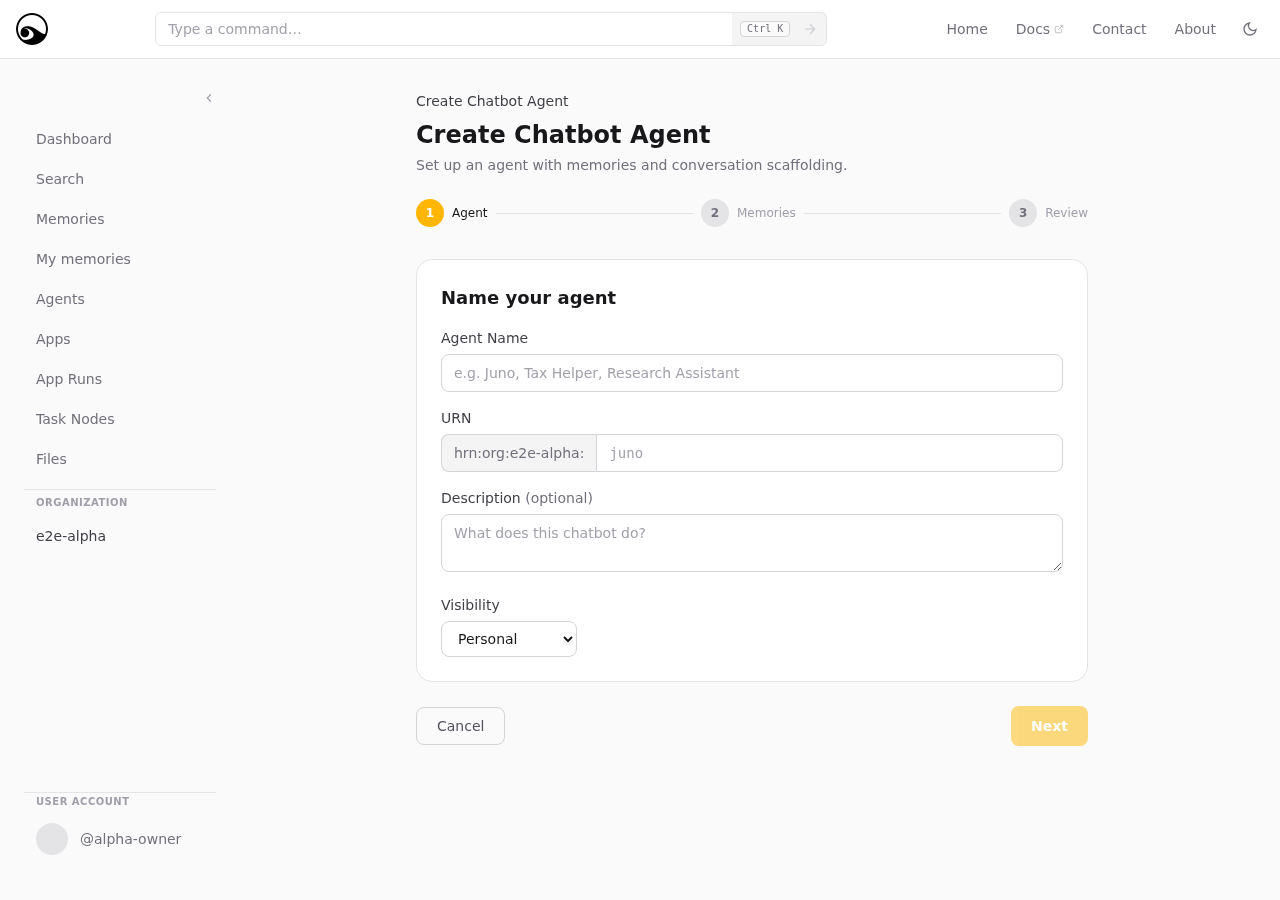 Type a command...
Ctrl K
Home
Docs
Contact
About
Dashboard
Search
Memories
My memories
Agents
Apps
App Runs
Task Nodes
Files
ORGANIZATION
e2e-alpha
USER ACCOUNT
@alpha-owner
Create Chatbot Agent
Create Chatbot Agent
Set up an agent with memories and conversation scaffolding.
1 Agent
2 Memories
3 Review
Name your agent
Agent Name
e.g. Juno, Tax Helper, Research Assistant
URN
hrn:org:e2e-alpha: juno
Description (optional)
What does this chatbot do?
Visibility
Personal
Cancel
Next